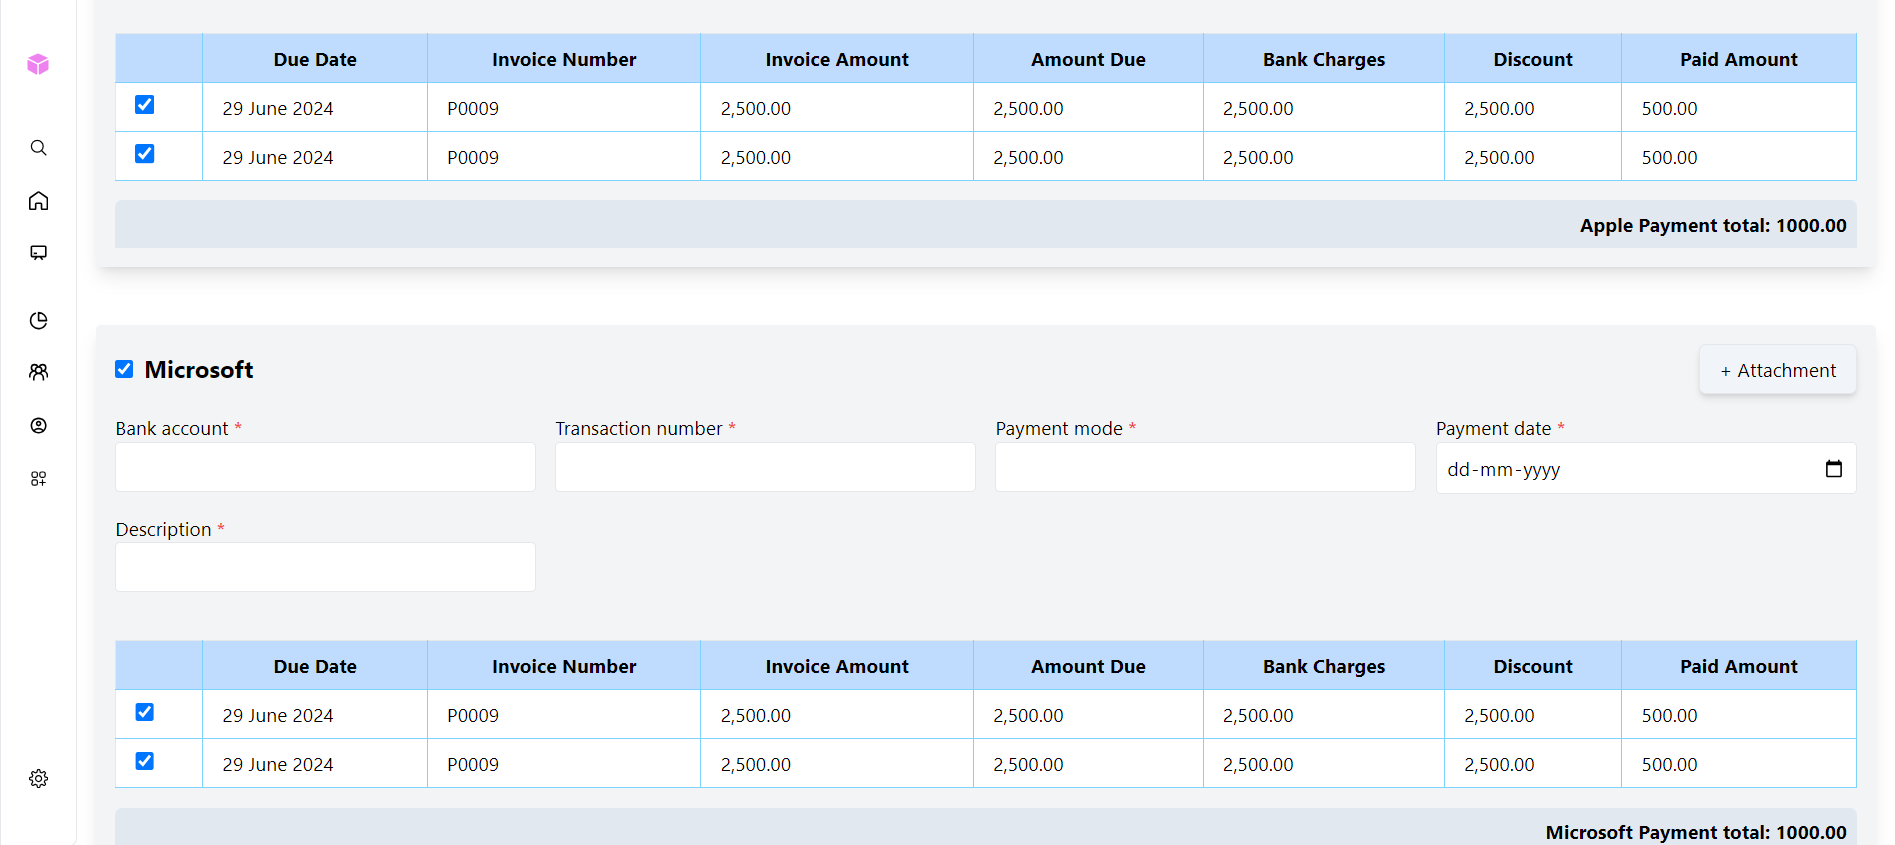 Due Date Invoice Number Invoice Amount Amount Due Bank Charges Discount Paid Amount
29 June 2024 P0009 2,500.00 2,500.00 2,500.00 2,500.00 500.00
29 June 2024 P0009 2,500.00 2,500.00 2,500.00 2,500.00 500.00
Apple Payment total: 1000.00
Microsoft + Attachment
Bank account * Transaction number * Payment mode * Payment date *
dd-mm-yyyy
Description *
Due Date Invoice Number Invoice Amount Amount Due Bank Charges Discount Paid Amount
29 June 2024 P0009 2,500.00 2,500.00 2,500.00 2,500.00 500.00
29 June 2024 P0009 2,500.00 2,500.00 2,500.00 2,500.00 500.00
Microsoft Payment total: 1000.00